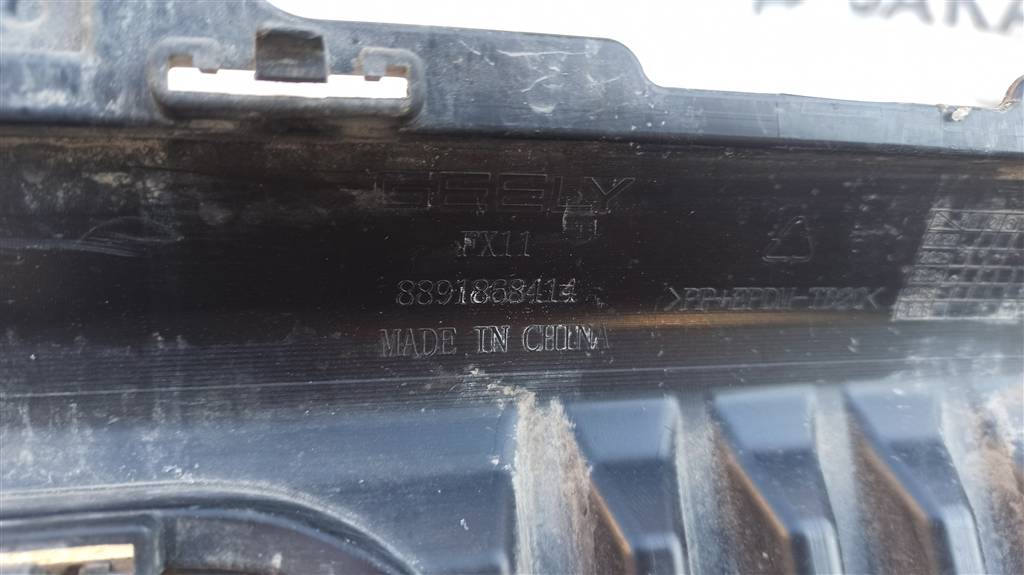 GEELY
FX11
8891868414
>PP+EPDM-TD20<
MADE IN CHINA